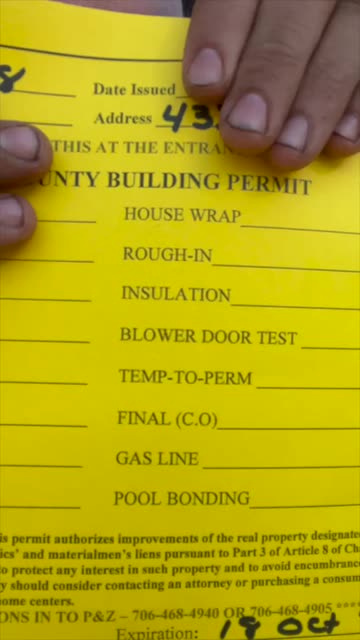 8 Date Issued
Address 43
THIS AT THE ENTRAN
UNTY BUILDING PERMIT
HOUSE WRAP
ROUGH-IN
INSULATION
BLOWER DOOR TEST
TEMP-TO-PERM
FINAL (C.O)
GAS LINE
POOL BONDING
is permit authorizes improvements of the real property designated
ics' and materialmen's liens pursuant to Part 3 of Article 8 of Ch
to protect any interest in such property and to avoid encumbranc
y should consider contacting an attorney or purchasing a consu
ome centers.
ONS IN TO P&Z – 706-468-4940 OR 706-468-4905 ****
Expiration: 18 Oct